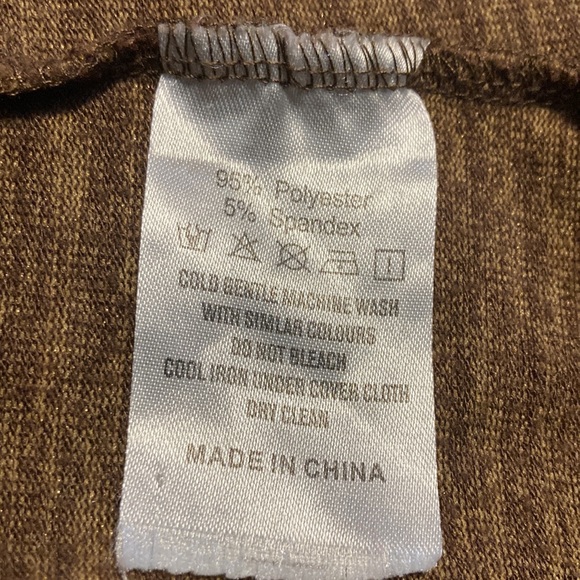 95% Polyester
5% Spandex
COLD GENTLE MACHINE WASH
WITH SIMILAR COLOURS
DO NOT BLEACH
COOL IRON UNDER COVER CLOTH
DRY CLEAN
MADE IN CHINA